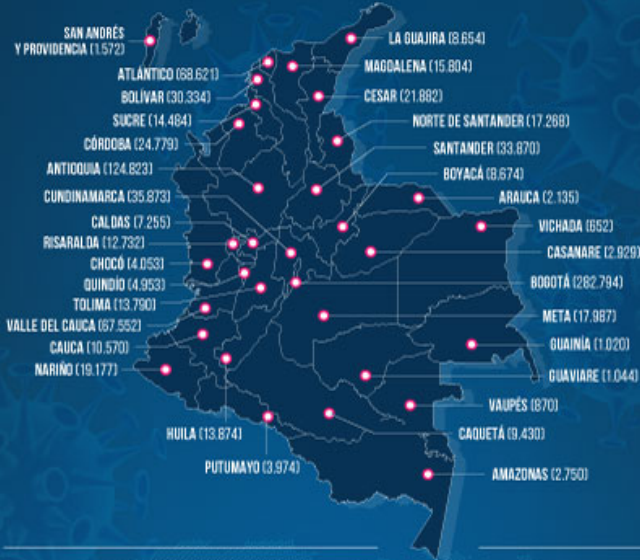 SAN ANDRÉS
Y PROVIDENCIA (1.572)
ATLÁNTICO (68.621)
BOLÍVAR (30.334)
SUCRE (14.484)
CÓRDOBA (24.779)
ANTIOQUIA (124.823)
CUNDINAMARCA (35.873)
CALDAS (7.255)
RISARALDA (12.732)
CHOCÓ (4.053)
QUINDÍO (4.953)
TOLIMA (13.790)
VALLE DEL CAUCA (67.552)
CAUCA (10.570)
NARIÑO (19.177)
HUILA (13.874)
PUTUMAYO (3.974)
LA GUAJIRA (8.654)
MAGDALENA (15.804)
CESAR (21.882)
NORTE DE SANTANDER (17.268)
SANTANDER (33.870)
BOYACÁ (8.674)
ARAUCA (2.135)
VICHADA (652)
CASANARE (2.929)
BOGOTÁ (282.794)
META (17.987)
GUAINÍA (1.020)
GUAVIARE (1.044)
VAUPÉS (870)
CAQUETÁ (9.430)
AMAZONAS (2.750)